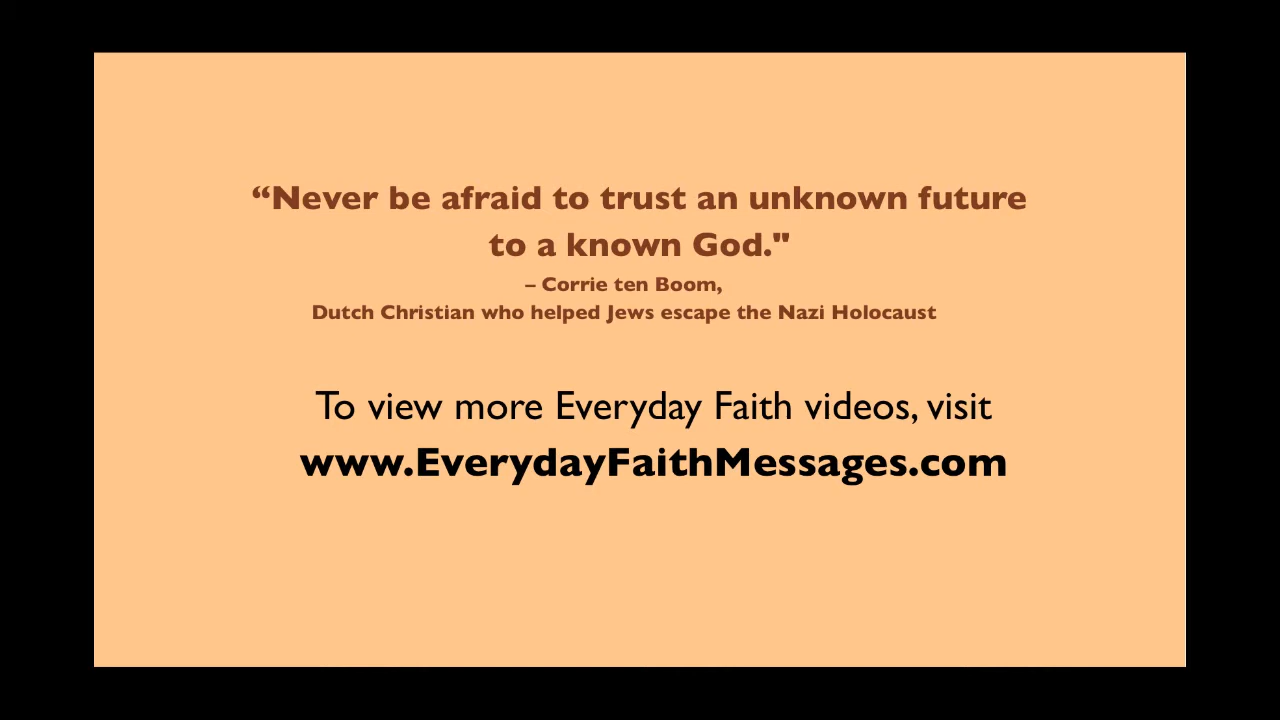 “Never be afraid to trust an unknown future
to a known God."
– Corrie ten Boom,
Dutch Christian who helped Jews escape the Nazi Holocaust
To view more Everyday Faith videos, visit
www.EverydayFaithMessages.com